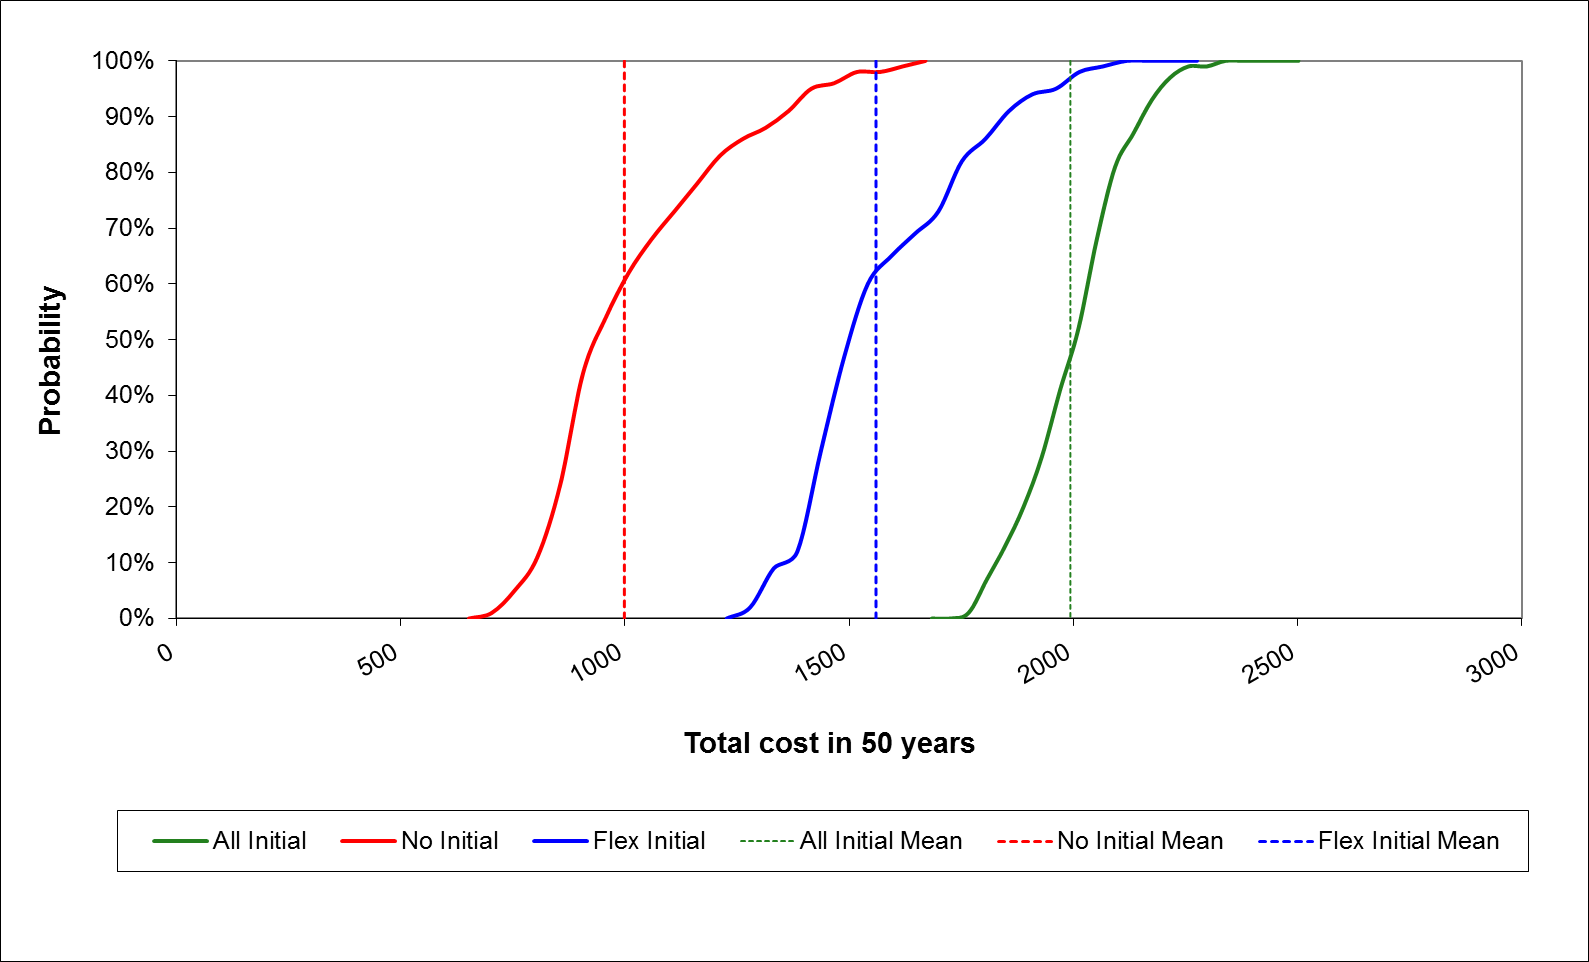 100%
90%
80%
70%
60%
50%
40%
30%
20%
10%
0%
Probability
0
500
1000
1500
2000
2500
3000
Total cost in 50 years
All Initial
No Initial
Flex Initial
All Initial Mean
No Initial Mean
Flex Initial Mean